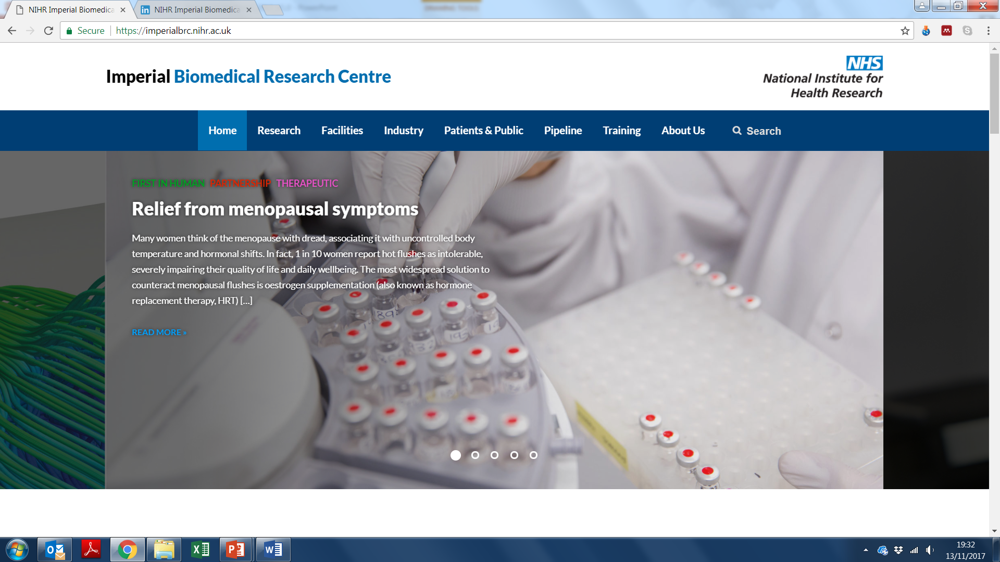 NIHR Imperial Biomedica
NIHR Imperial Biomedica
Secure
https://imperialbrc.nihr.ac.uk
Imperial Biomedical Research Centre
NHS
National Institute for
Health Research
Home
Research
Facilities
Industry
Patients & Public
Pipeline
Training
About Us
Search
FIRST IN HUMAN PARTNERSHIP THERAPEUTIC
Relief from menopausal symptoms
Many women think of the menopause with dread, associating it with uncontrolled body
temperature and hormonal shifts. In fact, 1 in 10 women report hot flushes as intolerable,
severely impairing their quality of life and daily wellbeing. The most widespread solution to
counteract menopausal flushes is oestrogen supplementation (also known as hormone
replacement therapy, HRT) […]
READ MORE »
19:32
13/11/2017